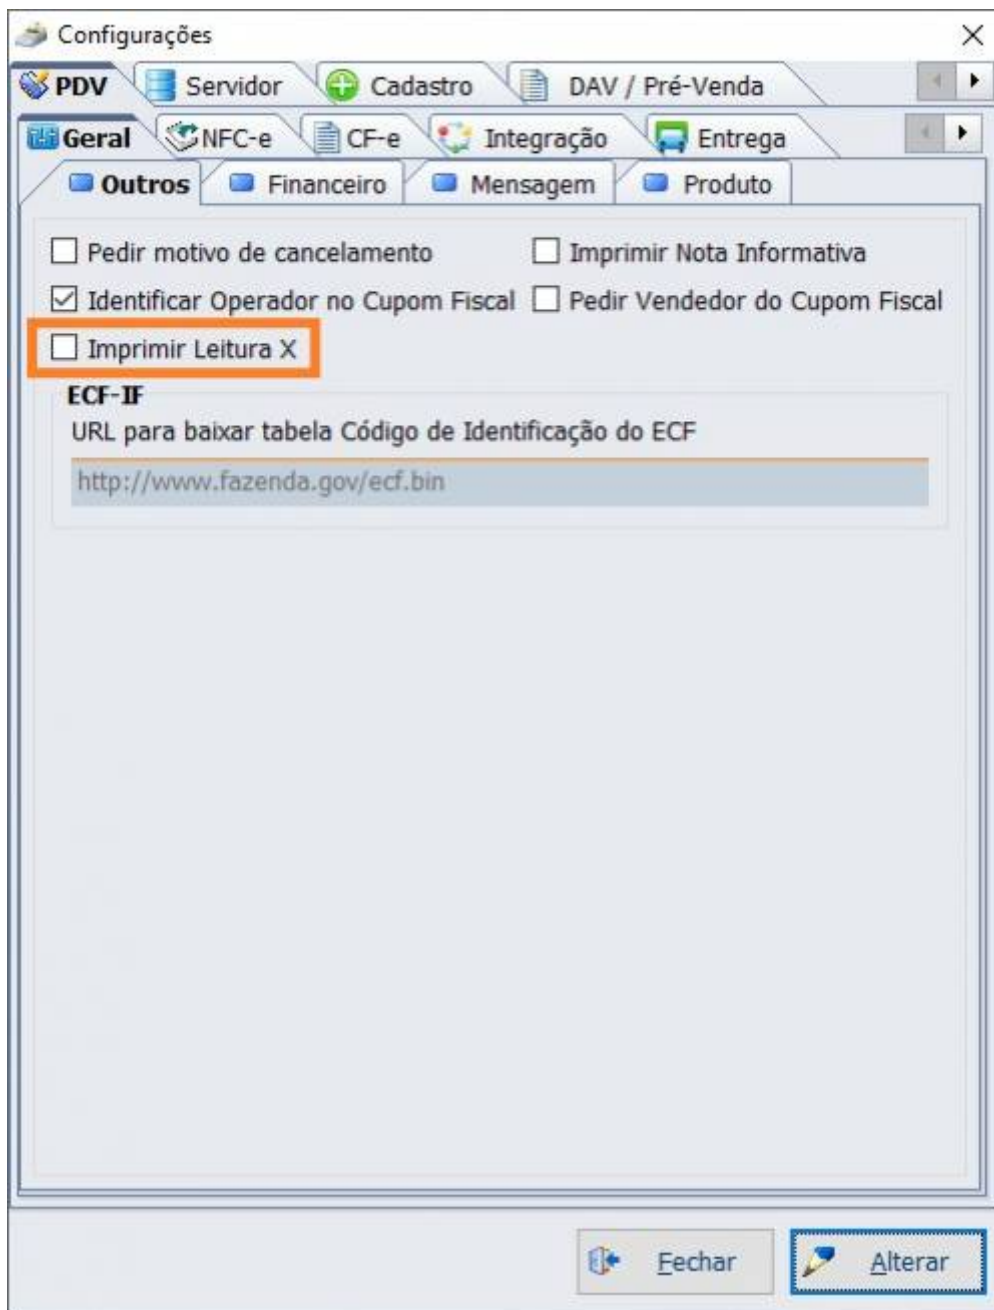 Configurações
PDV Servidor Cadastro DAV / Pré-Venda
Geral NFC-e CF-e Integração Entrega
Outros Financeiro Mensagem Produto
Pedir motivo de cancelamento Imprimir Nota Informativa
Identificar Operador no Cupom Fiscal Pedir Vendedor do Cupom Fiscal
Imprimir Leitura X
ECF-IF
URL para baixar tabela Código de Identificação do ECF
http://www.fazenda.gov/ecf.bin
Fechar Alterar